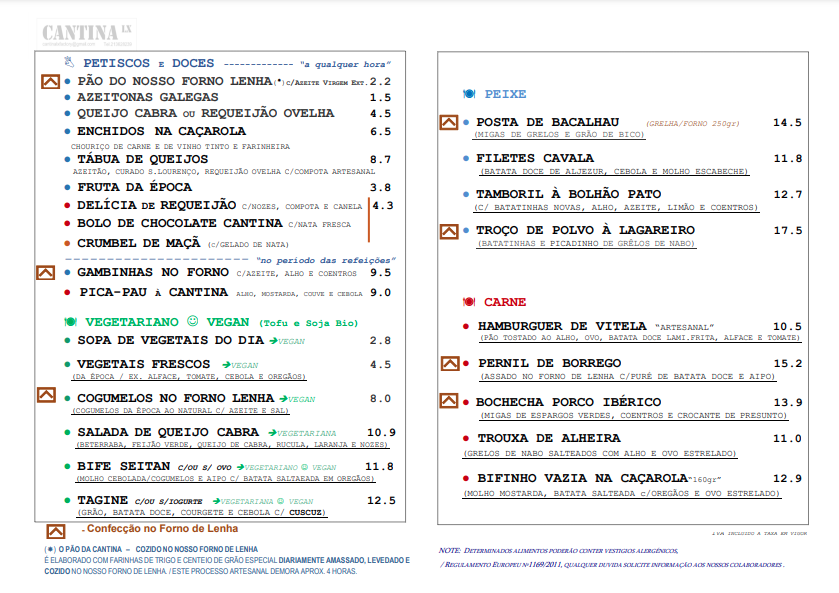 CANTINA LX
PETISCOS E DOCES ------------- "a qualquer hora"
PÃO DO NOSSO FORNO LENHA(*)C/AZEITE VIRGEM EXT. 2.2
AZEITONAS GALEGAS 1.5
QUEIJO CABRA OU REQUEIJÃO OVELHA 4.5
ENCHIDOS NA CAÇAROLA 6.5
CHOURIÇO DE CARNE E DE VINHO TINTO E FARINHEIRA
TÁBUA DE QUEIJOS 8.7
AZEITÃO, CURADO S.LOURENÇO, REQUEIJÃO OVELHA C/COMPOTA ARTESANAL
FRUTA DA ÉPOCA 3.8
DELÍCIA DE REQUEIJÃO C/NOZES, COMPOTA E CANELA 4.3
BOLO DE CHOCOLATE CANTINA C/NATA FRESCA
CRUMBEL DE MAÇÃ (C/GELADO DE NATA)
----------------------- "no período das refeições"
GAMBINHAS NO FORNO C/AZEITE, ALHO E COENTROS 9.5
PICA-PAU À CANTINA ALHO, MOSTARDA, COUVE E CEBOLA 9.0
VEGETARIANO ☺ VEGAN (Tofu e Soja Bio)
SOPA DE VEGETAIS DO DIA ➔VEGAN 2.8
VEGETAIS FRESCOS ➔VEGAN 4.5
(DA ÉPOCA / EX. ALFACE, TOMATE, CEBOLA E OREGÃOS)
COGUMELOS NO FORNO LENHA ➔VEGAN 8.0
(COGUMELOS DA ÉPOCA AO NATURAL C/ AZEITE E SAL)
SALADA DE QUEIJO CABRA ➔VEGETARIANA 10.9
(BETERRABA, FEIJÃO VERDE, QUEIJO DE CABRA, RUCULA, LARANJA E NOZES)
BIFE SEITAN C/OU S/ OVO ➔VEGETARIANO ☺ VEGAN 11.8
(MOLHO CEBOLADA/COGUMELOS E AIPO C/ BATATA SALTAEADA EM OREGÃOS)
TAGINE C/OU S/IOGURTE ➔VEGETARIANA ☺ VEGAN 12.5
(GRÃO, BATATA DOCE, COURGETE E CEBOLA C/ CUSCUZ)
- Confecção no Forno de Lenha
(*) O PÃO DA CANTINA – COZIDO NO NOSSO FORNO DE LENHA
É ELABORADO COM FARINHAS DE TRIGO E CENTEIO DE GRÃO ESPECIAL DIARIAMENTE AMASSADO, LEVEDADO E
COZIDO NO NOSSO FORNO DE LENHA. / ESTE PROCESSO ARTESANAL DEMORA APROX. 4 HORAS.
PEIXE
POSTA DE BACALHAU (GRELHA/FORNO 250gr) 14.5
(MIGAS DE GRELOS E GRÃO DE BICO)
FILETES CAVALA 11.8
(BATATA DOCE DE ALJEZUR, CEBOLA E MOLHO ESCABECHE)
TAMBORIL À BOLHÃO PATO 12.7
(C/ BATATINHAS NOVAS, ALHO, AZEITE, LIMÃO E COENTROS)
TROÇO DE POLVO À LAGAREIRO 17.5
(BATATINHAS E PICADINHO DE GRÊLOS DE NABO)
CARNE
HAMBURGUER DE VITELA "ARTESANAL" 10.5
(PÃO TOSTADO AO ALHO, OVO, BATATA DOCE LAMI.FRITA, ALFACE E TOMATE)
PERNIL DE BORREGO 15.2
(ASSADO NO FORNO DE LENHA C/PURÉ DE BATATA DOCE E AIPO)
BOCHECHA PORCO IBÉRICO 13.9
(MIGAS DE ESPARGOS VERDES, COENTROS E CROCANTE DE PRESUNTO)
TROUXA DE ALHEIRA 11.0
(GRELOS DE NABO SALTEADOS COM ALHO E OVO ESTRELADO)
BIFINHO VAZIA NA CAÇAROLA"160gr" 12.9
(MOLHO MOSTARDA, BATATA SALTEADA c/OREGÃOS E OVO ESTRELADO)
IVA INCLUIDO A TAXA EM VIGOR
NOTE: DETERMINADOS ALIMENTOS PODERÃO CONTER VESTIGIOS ALERGÉNICOS,
/ REGULAMENTO EUROPEU Nº1169/2011, QUALQUER DUVIDA SOLICITE INFORMAÇÃO AOS NOSSOS COLABORADORES .